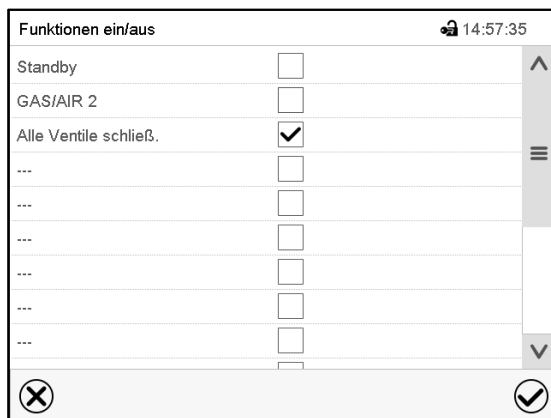 Funktionen ein/aus 14:57:35
Standby
GAS/AIR 2
Alle Ventile schließ.
---
---
---
---
---
---